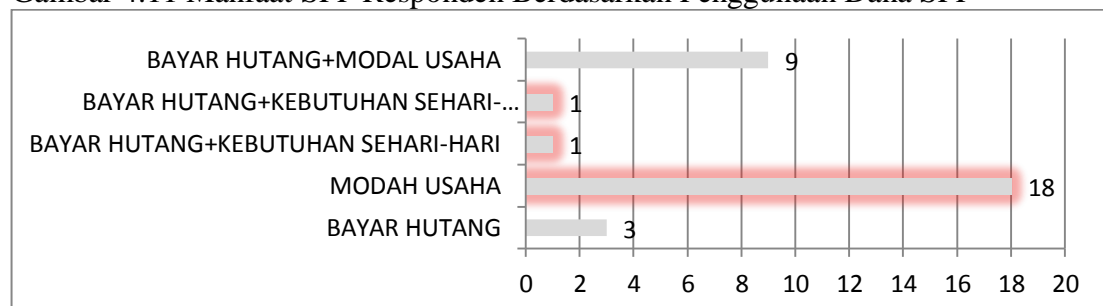 Gambar 4.11 Manfaat SPP Responden Berdasarkan Penggunaan Dana SPP
BAYAR HUTANG+MODAL USAHA 9
BAYAR HUTANG+KEBUTUHAN SEHARI-... 1
BAYAR HUTANG+KEBUTUHAN SEHARI-HARI 1
MODAH USAHA 18
BAYAR HUTANG 3
0 2 4 6 8 10 12 14 16 18 20